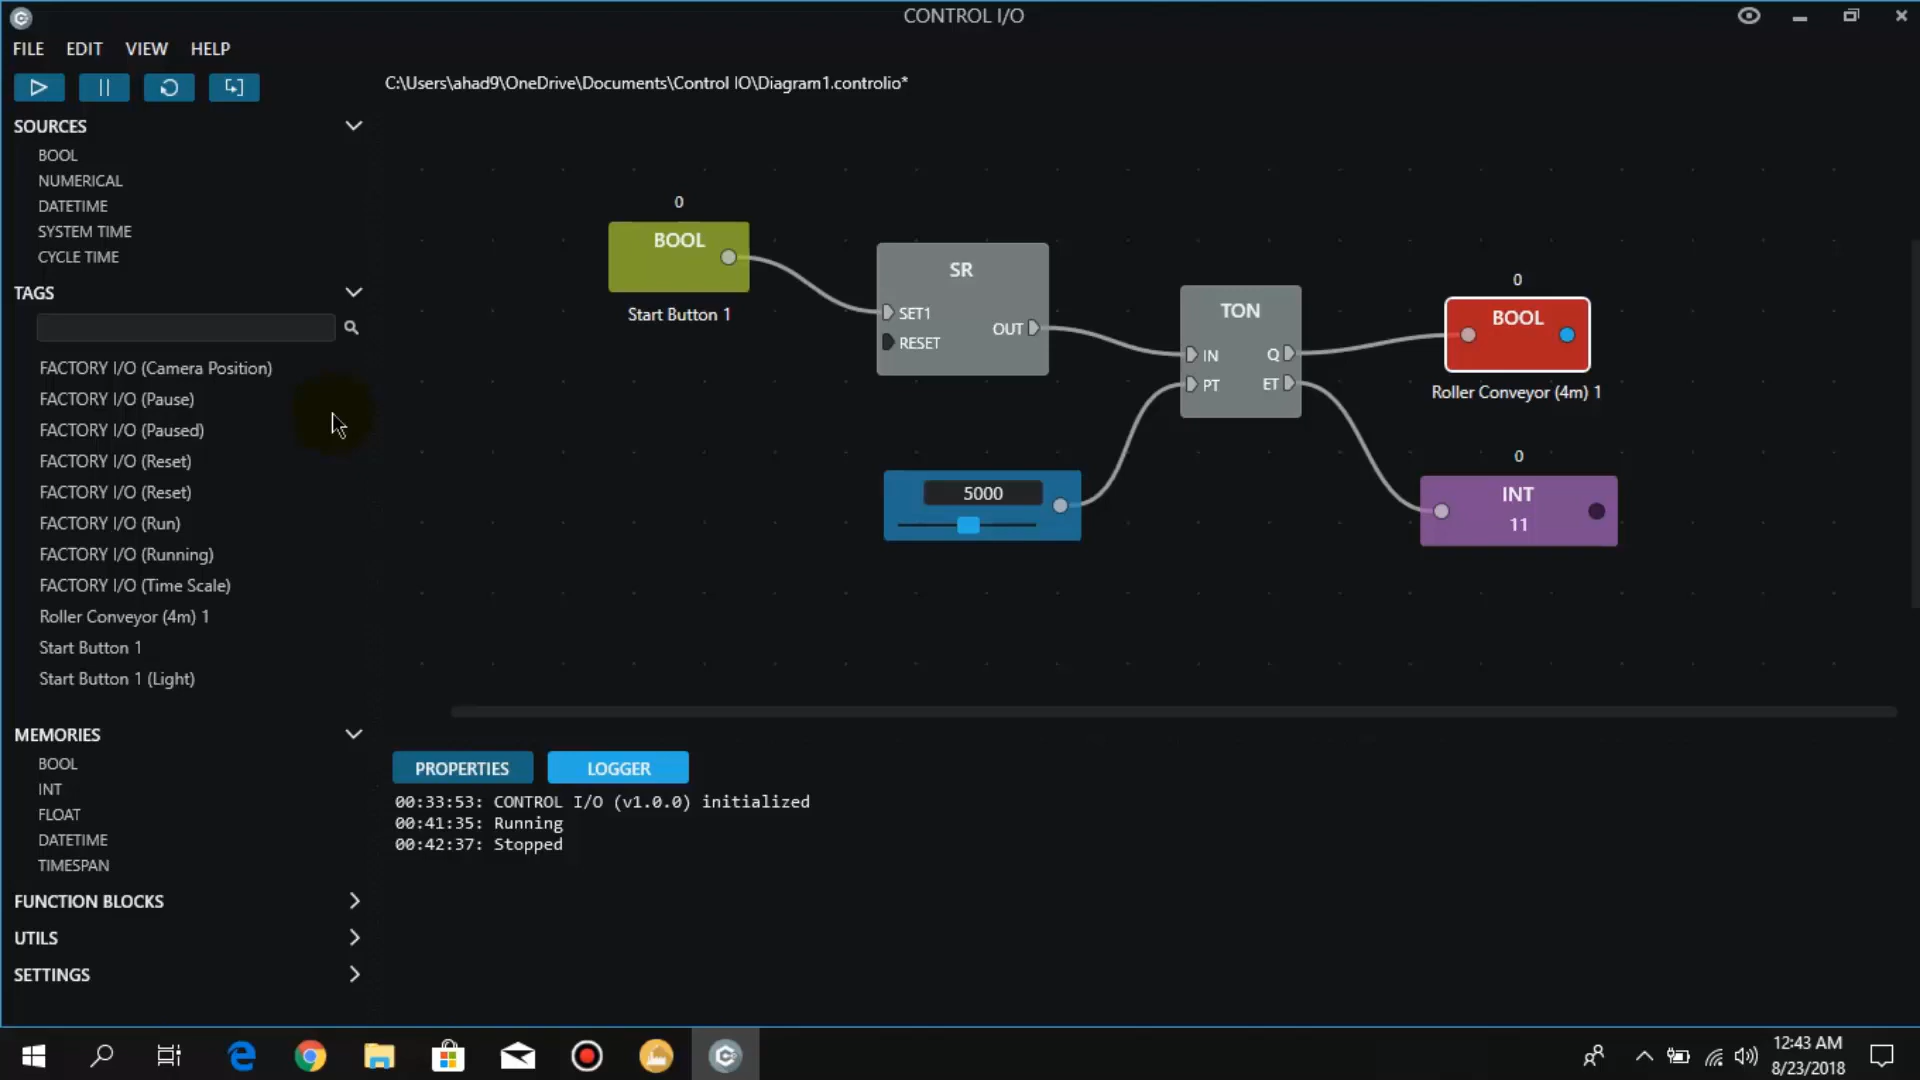 CONTROL I/O
FILE EDIT VIEW HELP
C:\Users\ahad9\OneDrive\Documents\Control IO\Diagram1.controlio*
SOURCES
BOOL
NUMERICAL
DATETIME
SYSTEM TIME
CYCLE TIME
TAGS
FACTORY I/O (Camera Position)
FACTORY I/O (Pause)
FACTORY I/O (Paused)
FACTORY I/O (Reset)
FACTORY I/O (Reset)
FACTORY I/O (Run)
FACTORY I/O (Running)
FACTORY I/O (Time Scale)
Roller Conveyor (4m) 1
Start Button 1
Start Button 1 (Light)
MEMORIES
BOOL
INT
FLOAT
DATETIME
TIMESPAN
FUNCTION BLOCKS
UTILS
SETTINGS
0
BOOL
Start Button 1
SR
SET1
OUT
RESET
5000
TON
IN Q
PT ET
0
BOOL
Roller Conveyor (4m) 1
0
INT
11
PROPERTIES LOGGER
00:33:53: CONTROL I/O (v1.0.0) initialized
00:41:35: Running
00:42:37: Stopped
12:43 AM
8/23/2018